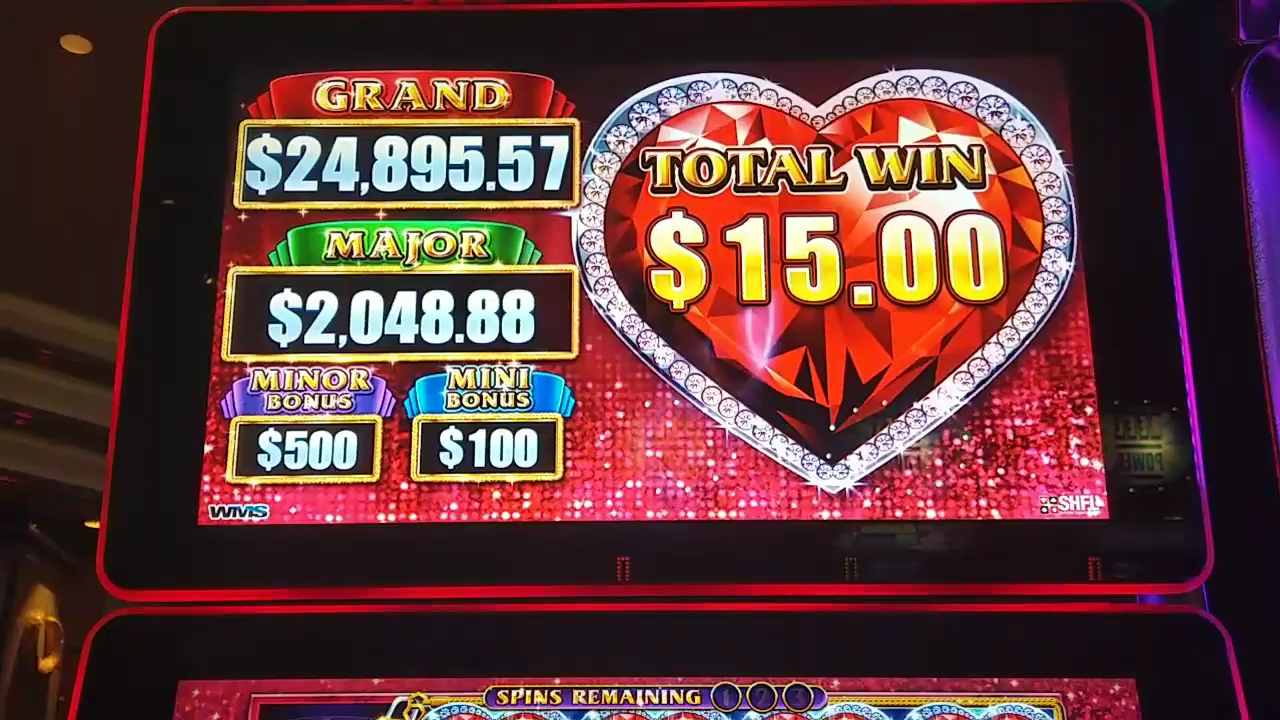 GRAND
$24,895.57
MAJOR
$2,048.88
MINOR
BONUS
$500
MINI
BONUS
$100
TOTAL WIN
$15.00
WMS
SHFL
SPINS REMAINING 1 2 3